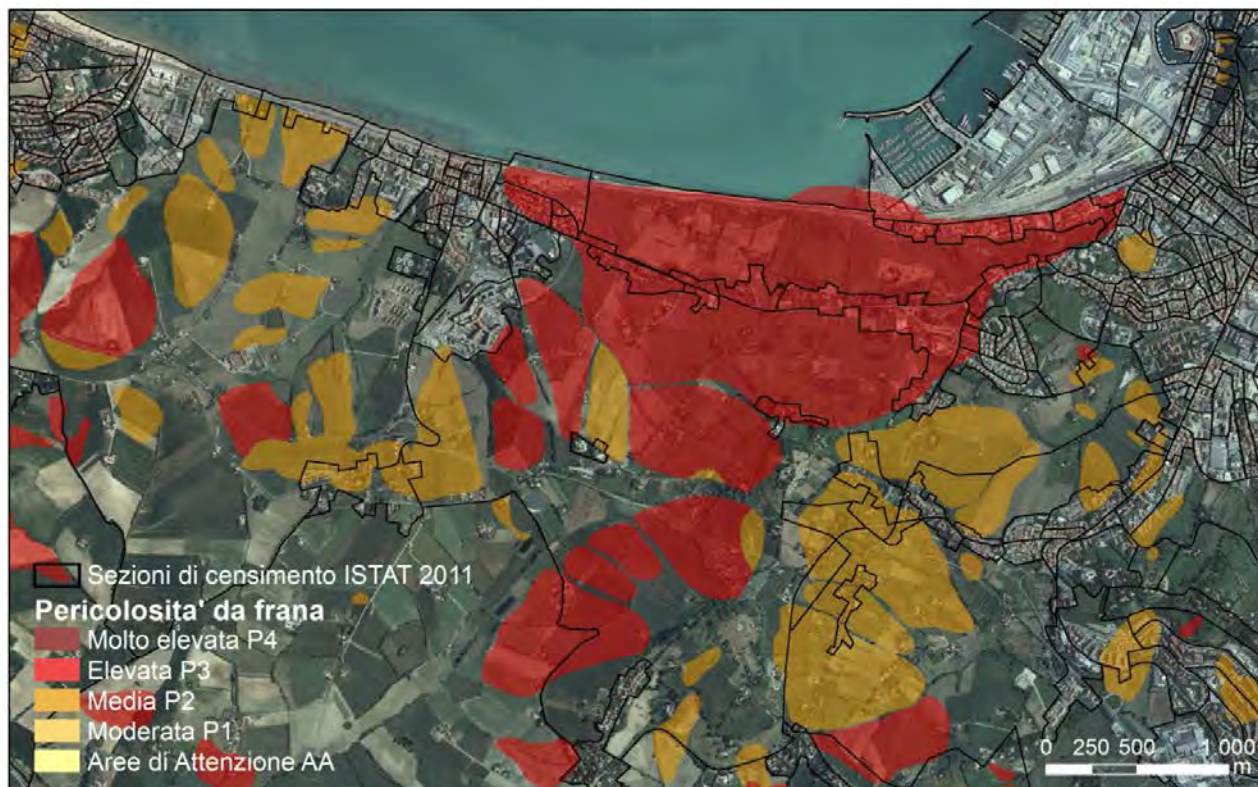 Sezioni di censimento ISTAT 2011
Pericolosita' da frana
Molto elevata P4
Elevata P3
Media P2
Moderata P1
Aree di Attenzione AA
0 250 500 1 000
m